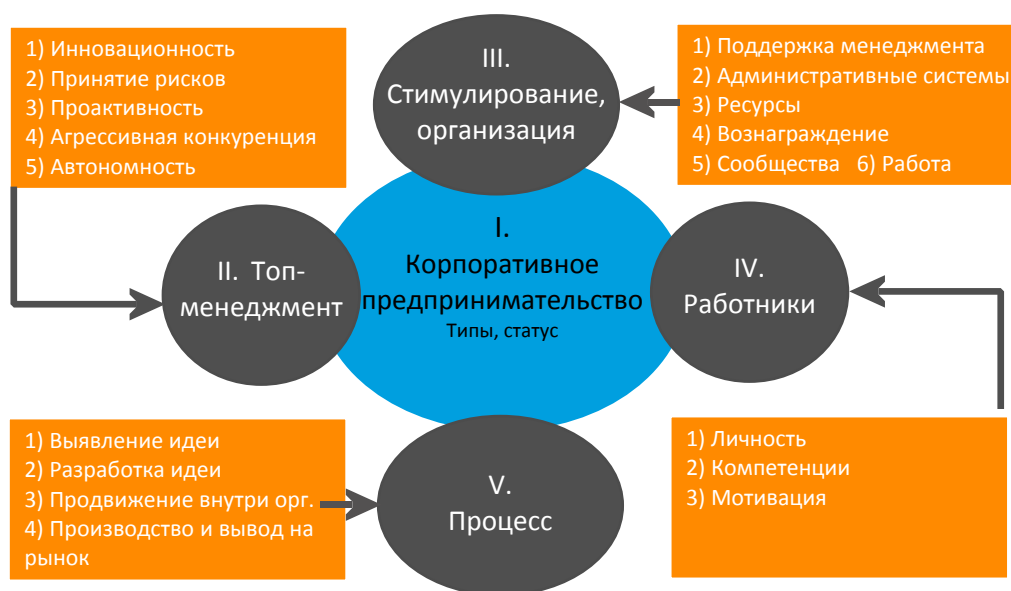 1) Инновационность
2) Принятие рисков
3) Проактивность
4) Агрессивная конкуренция
5) Автономность
III.
Стимулирование,
организация
1) Поддержка менеджмента
2) Административные системы
3) Ресурсы
4) Вознаграждение
5) Сообщества 6) Работа
II. Топ-
менеджмент
I.
Корпоративное
предпринимательство
Типы, статус
IV.
Работники
1) Выявление идеи
2) Разработка идеи
3) Продвижение внутри орг.
4) Производство и вывод на
рынок
V.
Процесс
1) Личность
2) Компетенции
3) Мотивация